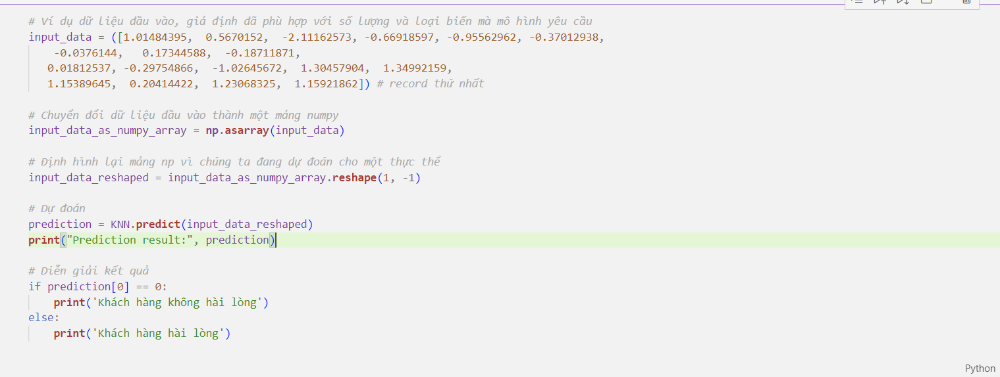 # Ví dụ dữ liệu đầu vào, giả định đã phù hợp với số lượng và loại biến mà mô hình yêu cầu
input_data = ([1.01484395,  0.5670152,  -2.11162573, -0.66918597, -0.95562962, -0.37012938,
    -0.0376144,   0.17344588,  -0.18711871,
   0.01812537, -0.29754866,  -1.02645672,  1.30457904,  1.34992159,
   1.15389645,  0.20414422,  1.23068325,  1.15921862]) # record thứ nhất
# Chuyển đổi dữ liệu đầu vào thành một mảng numpy
input_data_as_numpy_array = np.asarray(input_data)
# Định hình lại mảng np vì chúng ta đang dự đoán cho một thực thể
input_data_reshaped = input_data_as_numpy_array.reshape(1, -1)
# Dự đoán
prediction = KNN.predict(input_data_reshaped)
print("Prediction result:", prediction)
# Diễn giải kết quả
if prediction[0] == 0:
    print('Khách hàng không hài lòng')
else:
    print('Khách hàng hài lòng')
Python